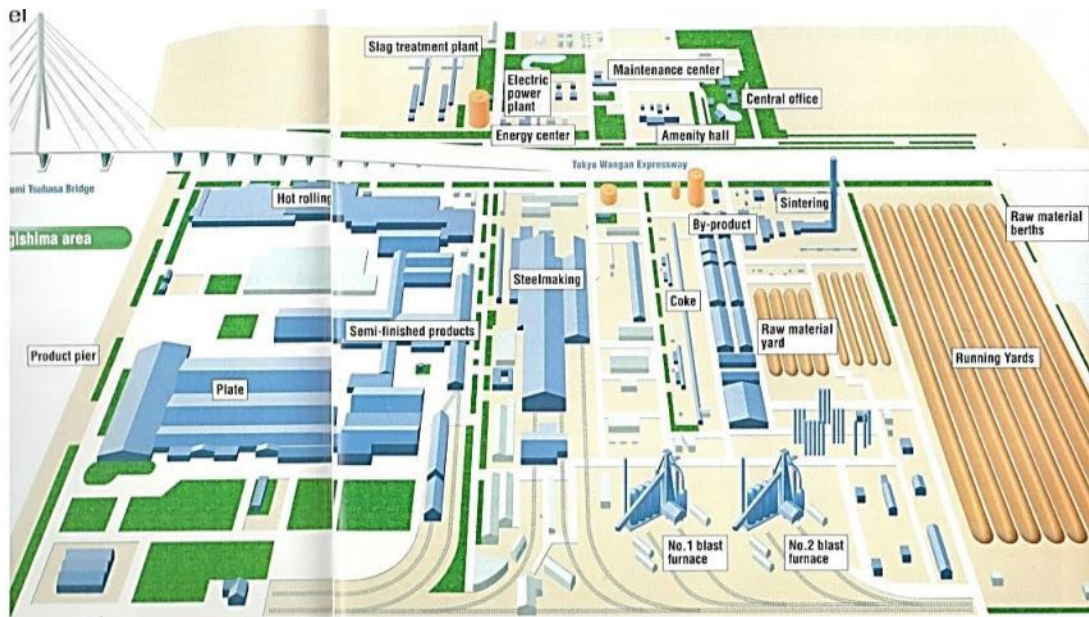 el
Slag treatment plant
Electric
power
plant
Maintenance center
Central office
Energy center
Amenity hall
Tokyo Wangan Expressway
umi Tsubasa Bridge
Hot rolling
Sintering
By-product
Raw material
berths
gishima area
Steelmaking
Coke
Semi-finished products
Raw material
yard
Product pier
Running Yards
Plate
No.1 blast
furnace
No.2 blast
furnace